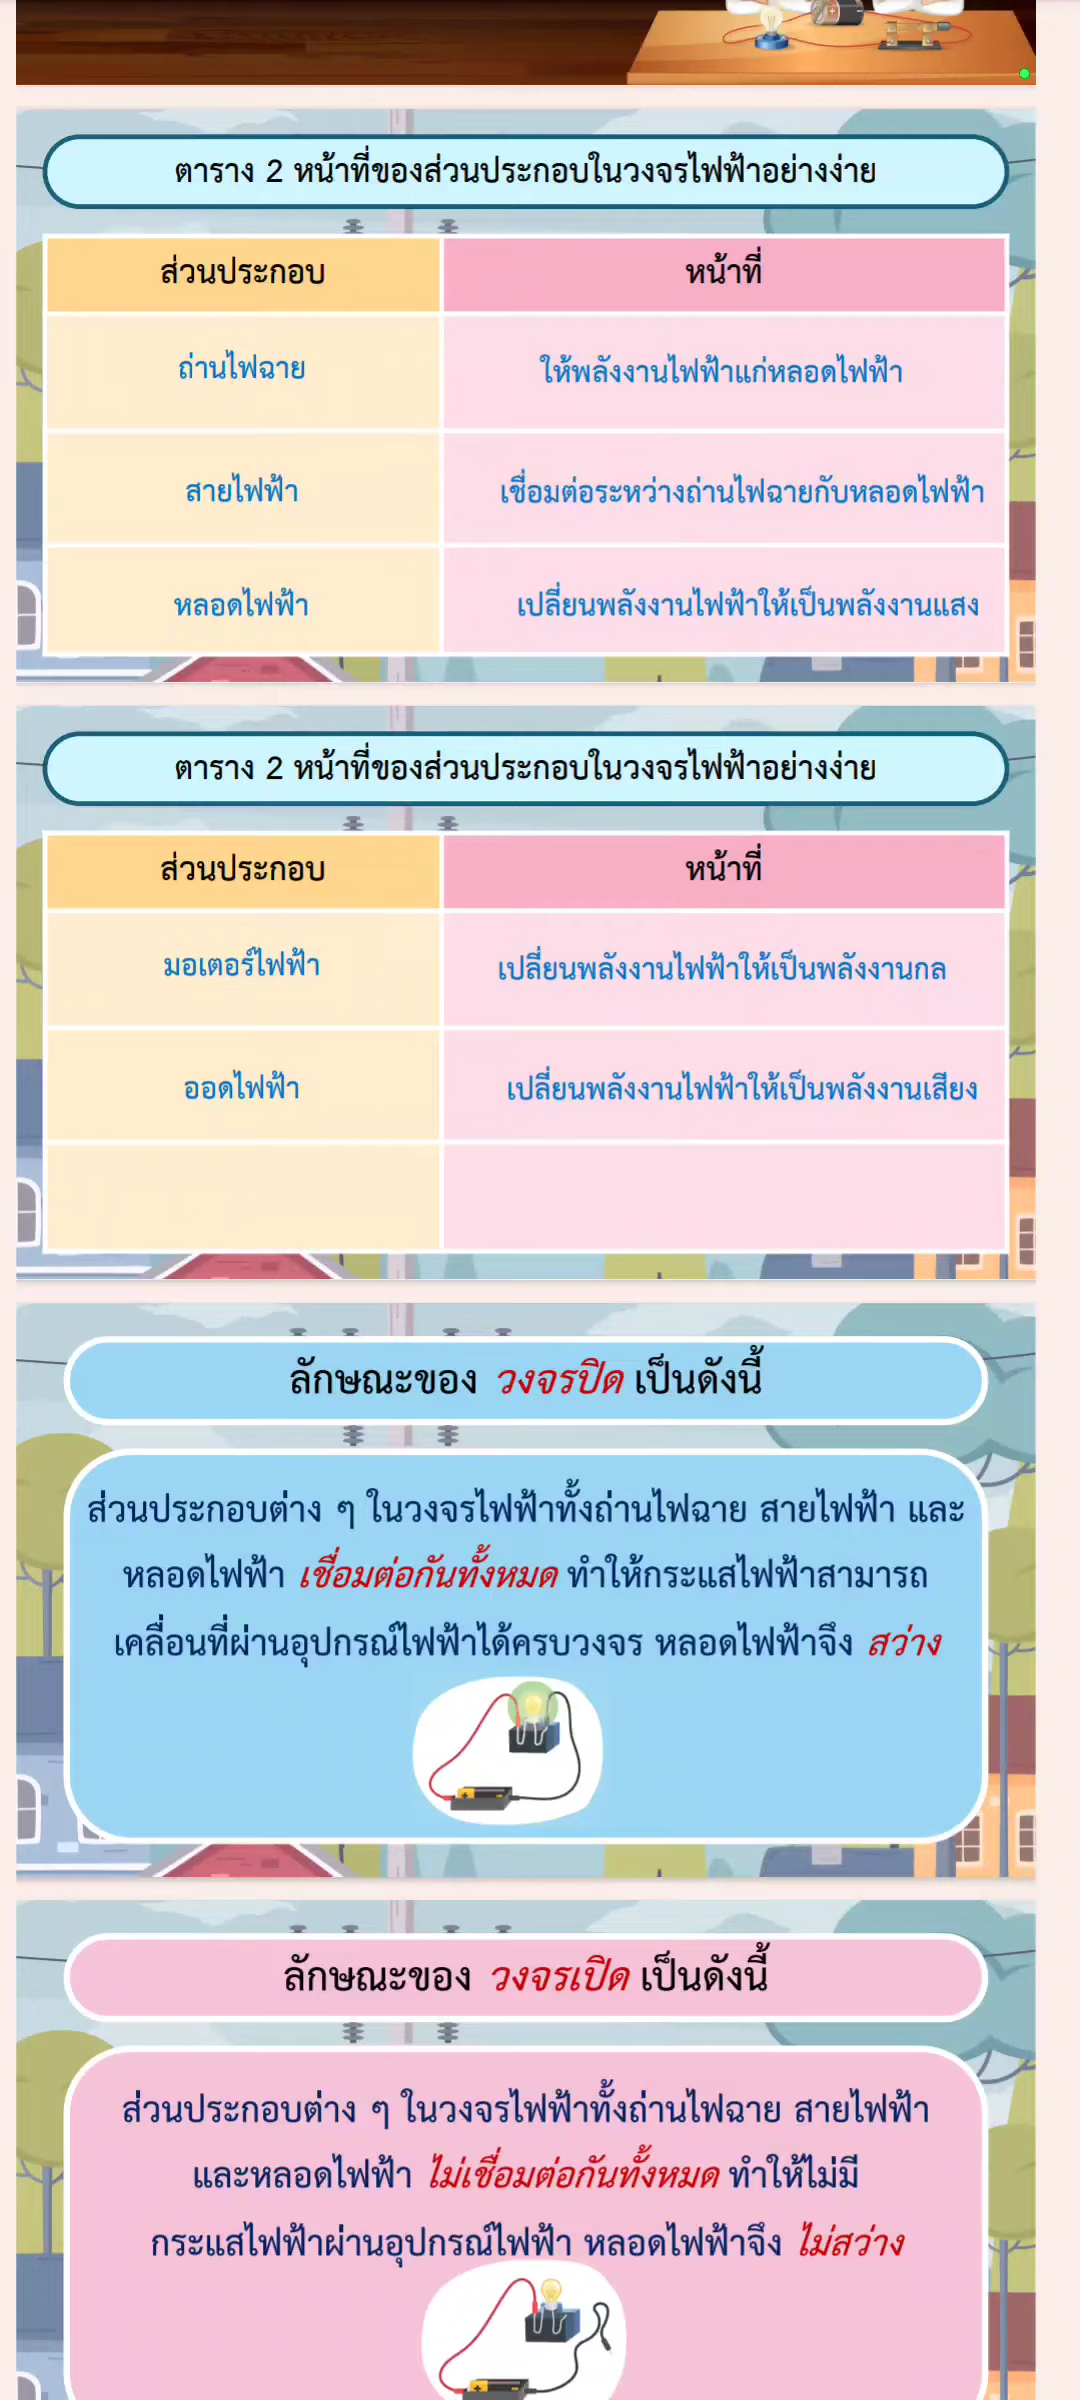 ตาราง 2 หน้าที่ของส่วนประกอบในวงจรไฟฟ้าอย่างง่าย
ส่วนประกอบ หน้าที่
ถ่านไฟฉาย ให้พลังงานไฟฟ้าแก่หลอดไฟฟ้า
สายไฟฟ้า เชื่อมต่อระหว่างถ่านไฟฉายกับหลอดไฟฟ้า
หลอดไฟฟ้า เปลี่ยนพลังงานไฟฟ้าให้เป็นพลังงานแสง
ตาราง 2 หน้าที่ของส่วนประกอบในวงจรไฟฟ้าอย่างง่าย
ส่วนประกอบ หน้าที่
มอเตอร์ไฟฟ้า เปลี่ยนพลังงานไฟฟ้าให้เป็นพลังงานกล
ออดไฟฟ้า เปลี่ยนพลังงานไฟฟ้าให้เป็นพลังงานเสียง
ลักษณะของ วงจรปิด เป็นดังนี้
ส่วนประกอบต่าง ๆ ในวงจรไฟฟ้าทั้งถ่านไฟฉาย สายไฟฟ้า และ
หลอดไฟฟ้า เชื่อมต่อกันทั้งหมด ทำให้กระแสไฟฟ้าสามารถ
เคลื่อนที่ผ่านอุปกรณ์ไฟฟ้าได้ครบวงจร หลอดไฟฟ้าจึง สว่าง
ลักษณะของ วงจรเปิด เป็นดังนี้
ส่วนประกอบต่าง ๆ ในวงจรไฟฟ้าทั้งถ่านไฟฉาย สายไฟฟ้า
และหลอดไฟฟ้า ไม่เชื่อมต่อกันทั้งหมด ทำให้ไม่มี
กระแสไฟฟ้าผ่านอุปกรณ์ไฟฟ้า หลอดไฟฟ้าจึง ไม่สว่าง